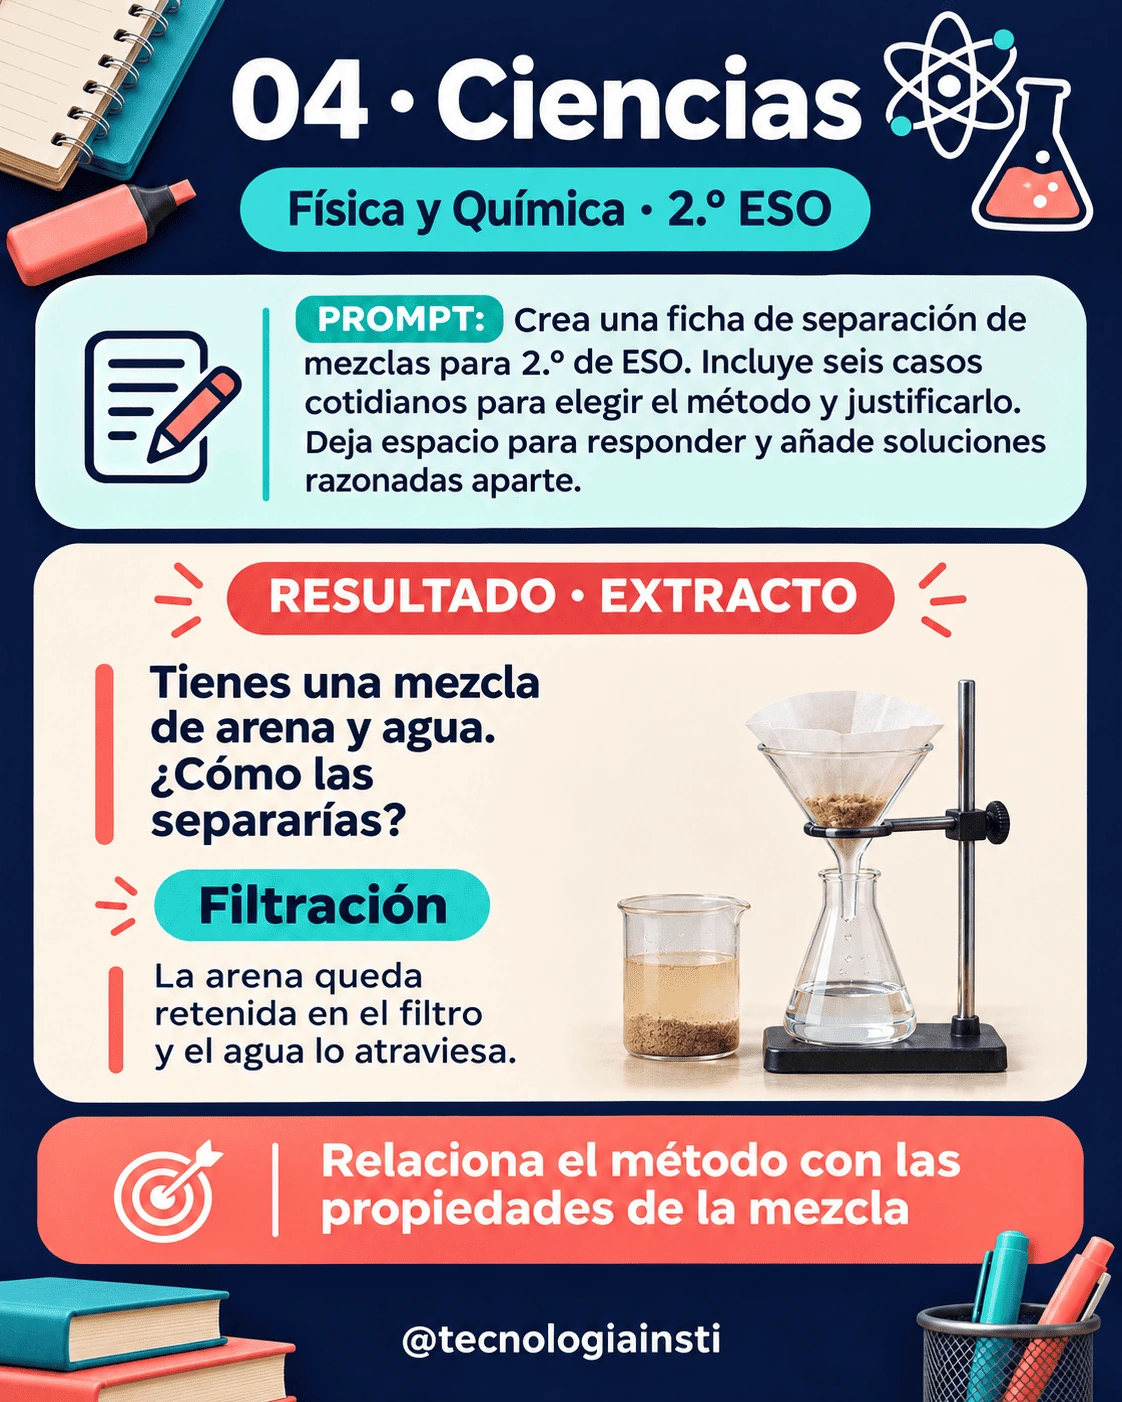 04 · Ciencias
Física y Química · 2.º ESO
PROMPT: Crea una ficha de separación de
mezclas para 2.º de ESO. Incluye seis casos
cotidianos para elegir el método y justificarlo.
Deja espacio para responder y añade soluciones
razonadas aparte.
RESULTADO · EXTRACTO
Tienes una mezcla
de arena y agua.
¿Cómo las
separarías?
Filtración
La arena queda
retenida en el filtro
y el agua lo atraviesa.
Relaciona el método con las
propiedades de la mezcla
@tecnologiainsti